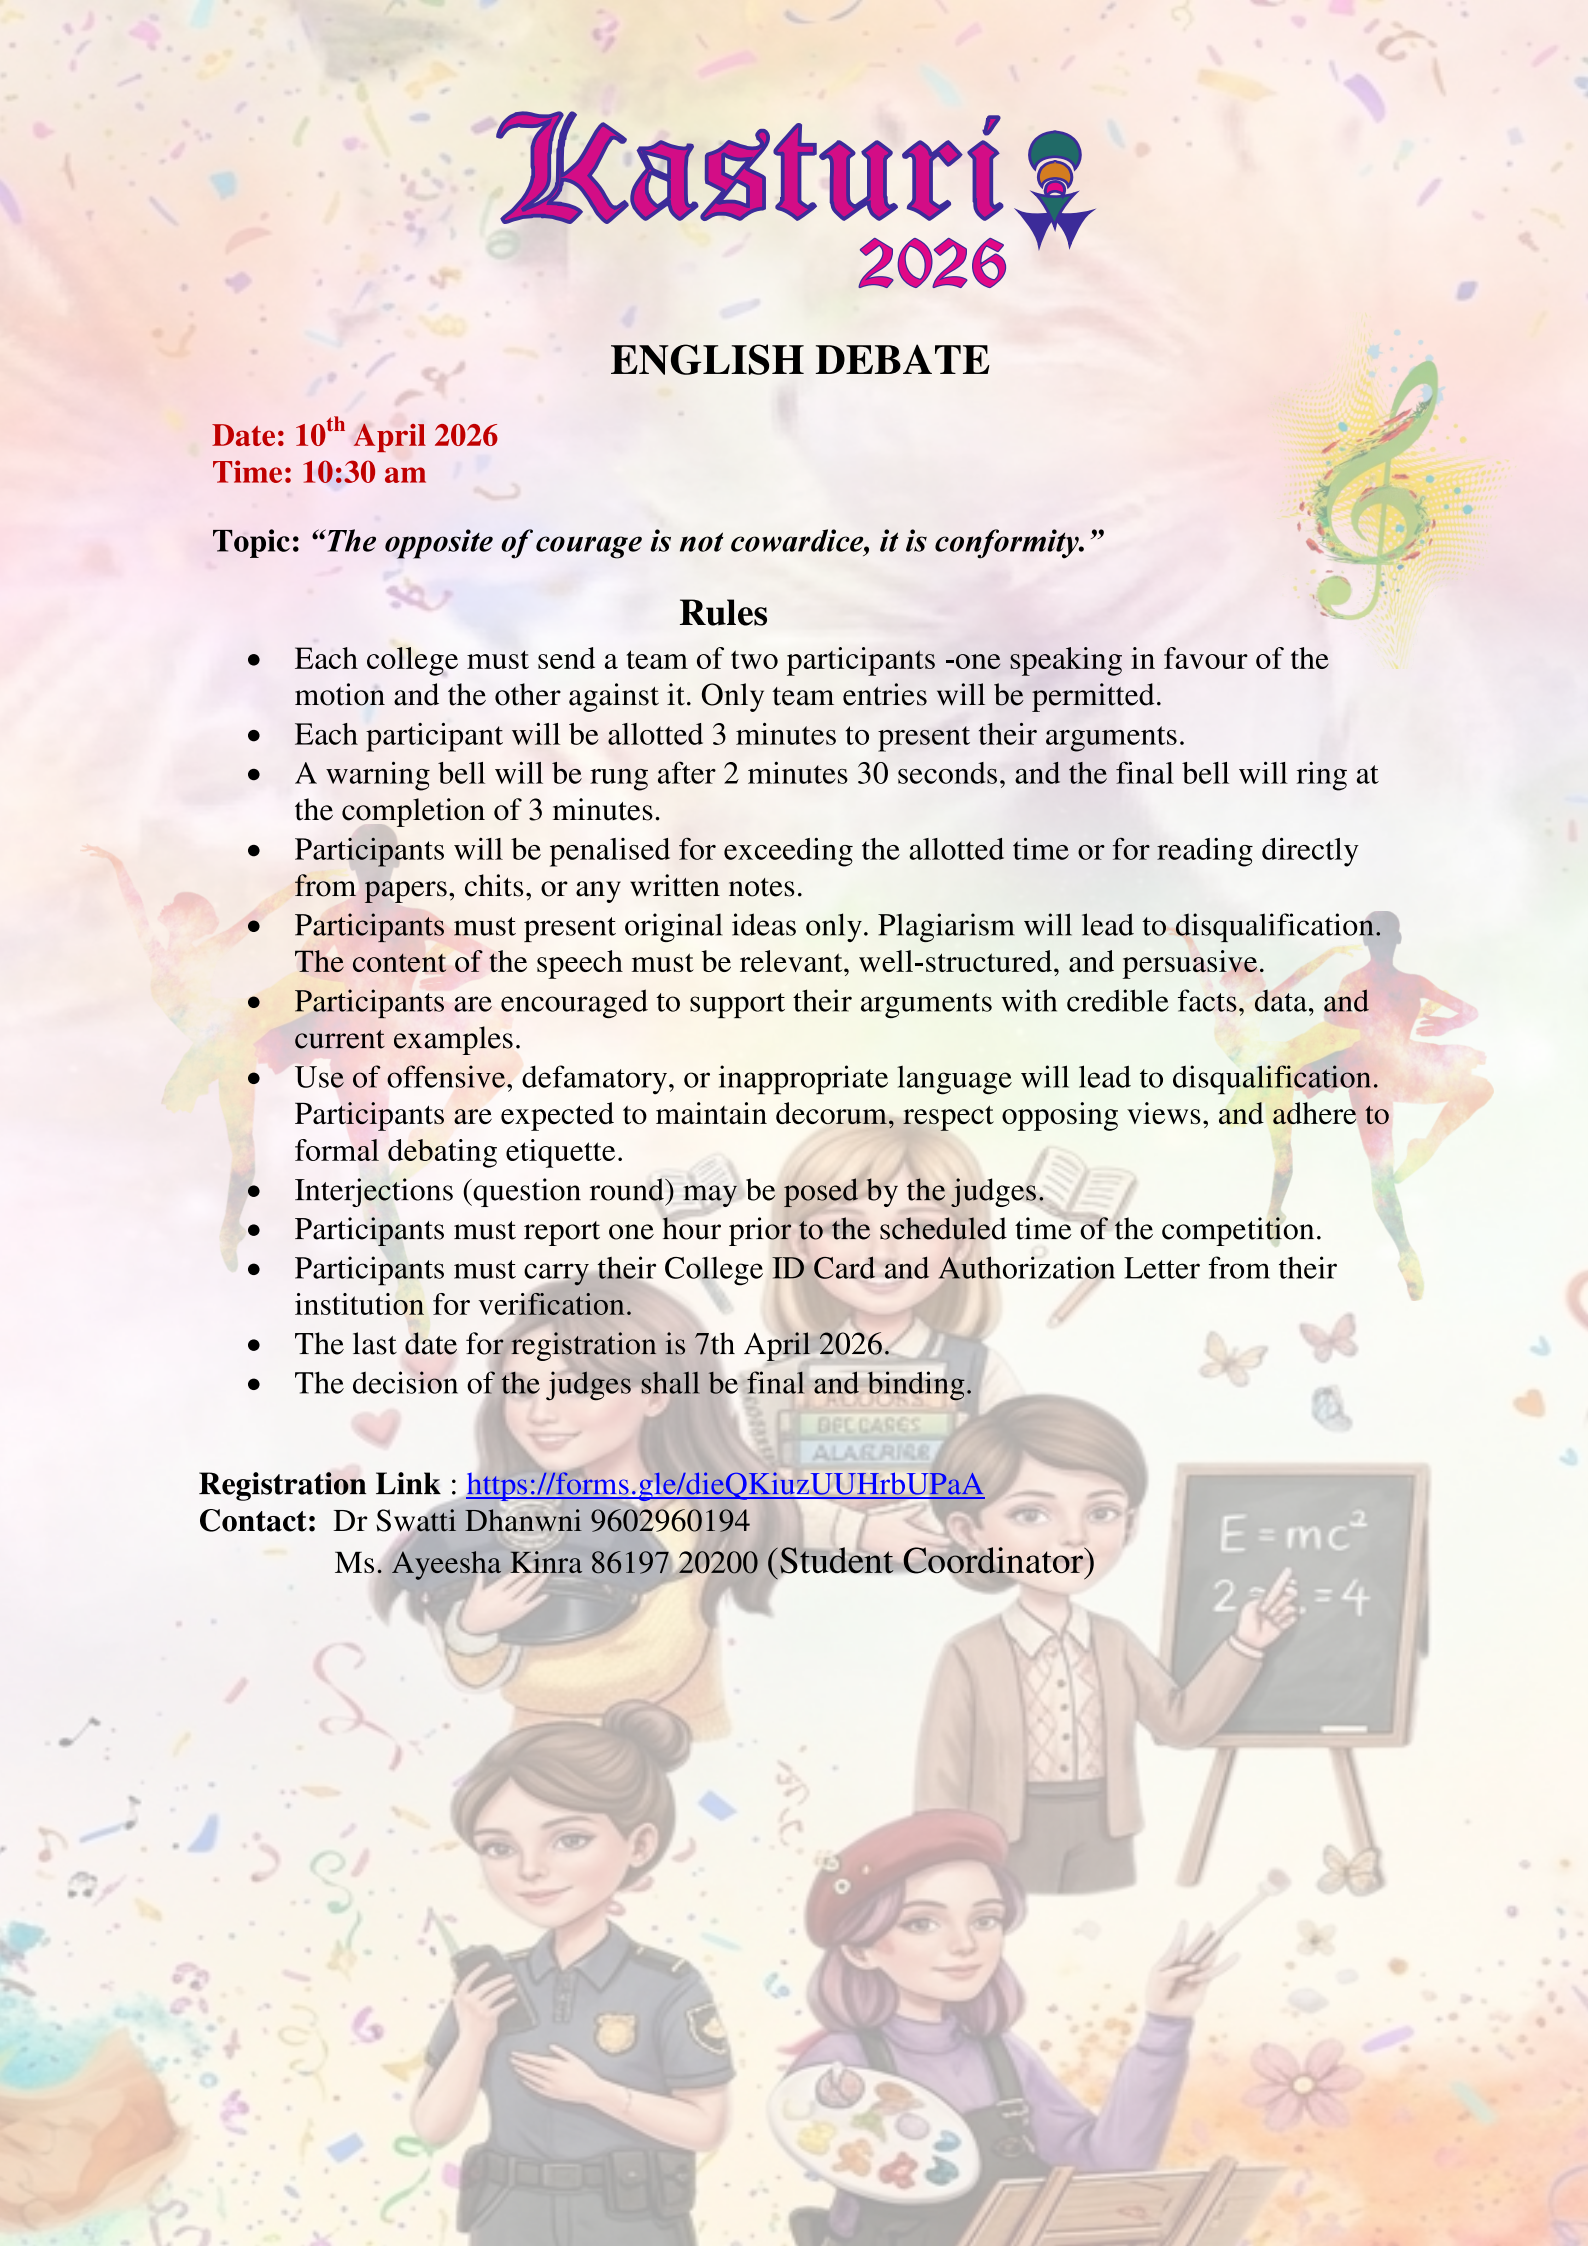 Kasturi
2026
ENGLISH DEBATE
Date: 10th April 2026
Time: 10:30 am
Topic: “The opposite of courage is not cowardice, it is conformity.”
Rules
• Each college must send a team of two participants -one speaking in favour of the
motion and the other against it. Only team entries will be permitted.
• Each participant will be allotted 3 minutes to present their arguments.
• A warning bell will be rung after 2 minutes 30 seconds, and the final bell will ring at
the completion of 3 minutes.
• Participants will be penalised for exceeding the allotted time or for reading directly
from papers, chits, or any written notes.
• Participants must present original ideas only. Plagiarism will lead to disqualification.
The content of the speech must be relevant, well-structured, and persuasive.
• Participants are encouraged to support their arguments with credible facts, data, and
current examples.
• Use of offensive, defamatory, or inappropriate language will lead to disqualification.
Participants are expected to maintain decorum, respect opposing views, and adhere to
formal debating etiquette.
• Interjections (question round) may be posed by the judges.
• Participants must report one hour prior to the scheduled time of the competition.
• Participants must carry their College ID Card and Authorization Letter from their
institution for verification.
• The last date for registration is 7th April 2026.
• The decision of the judges shall be final and binding.
Registration Link : https://forms.gle/dieQKiuzUUHrbUPaA
Contact: Dr Swatti Dhanwni 9602960194
Ms. Ayeesha Kinra 86197 20200 (Student Coordinator)
E = mc²
= 4